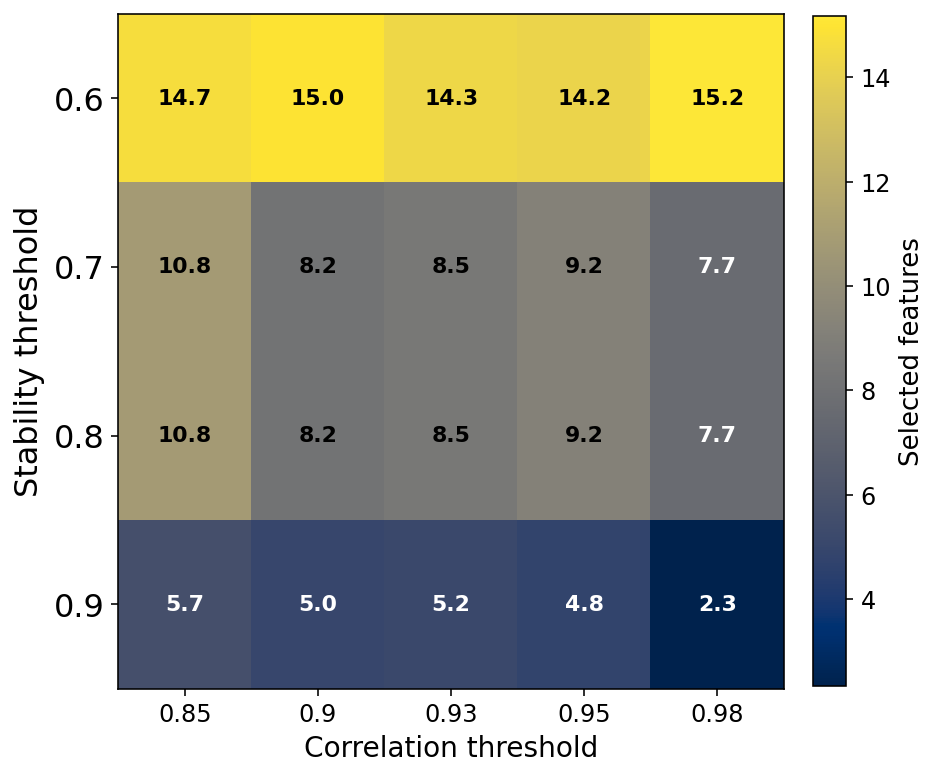 Stability threshold
0.6 14.7 15.0 14.3 14.2 15.2
0.7 10.8 8.2 8.5 9.2 7.7
0.8 10.8 8.2 8.5 9.2 7.7
0.9 5.7 5.0 5.2 4.8 2.3
0.85 0.9 0.93 0.95 0.98
Correlation threshold
14
12
10
8
6
4
Selected features